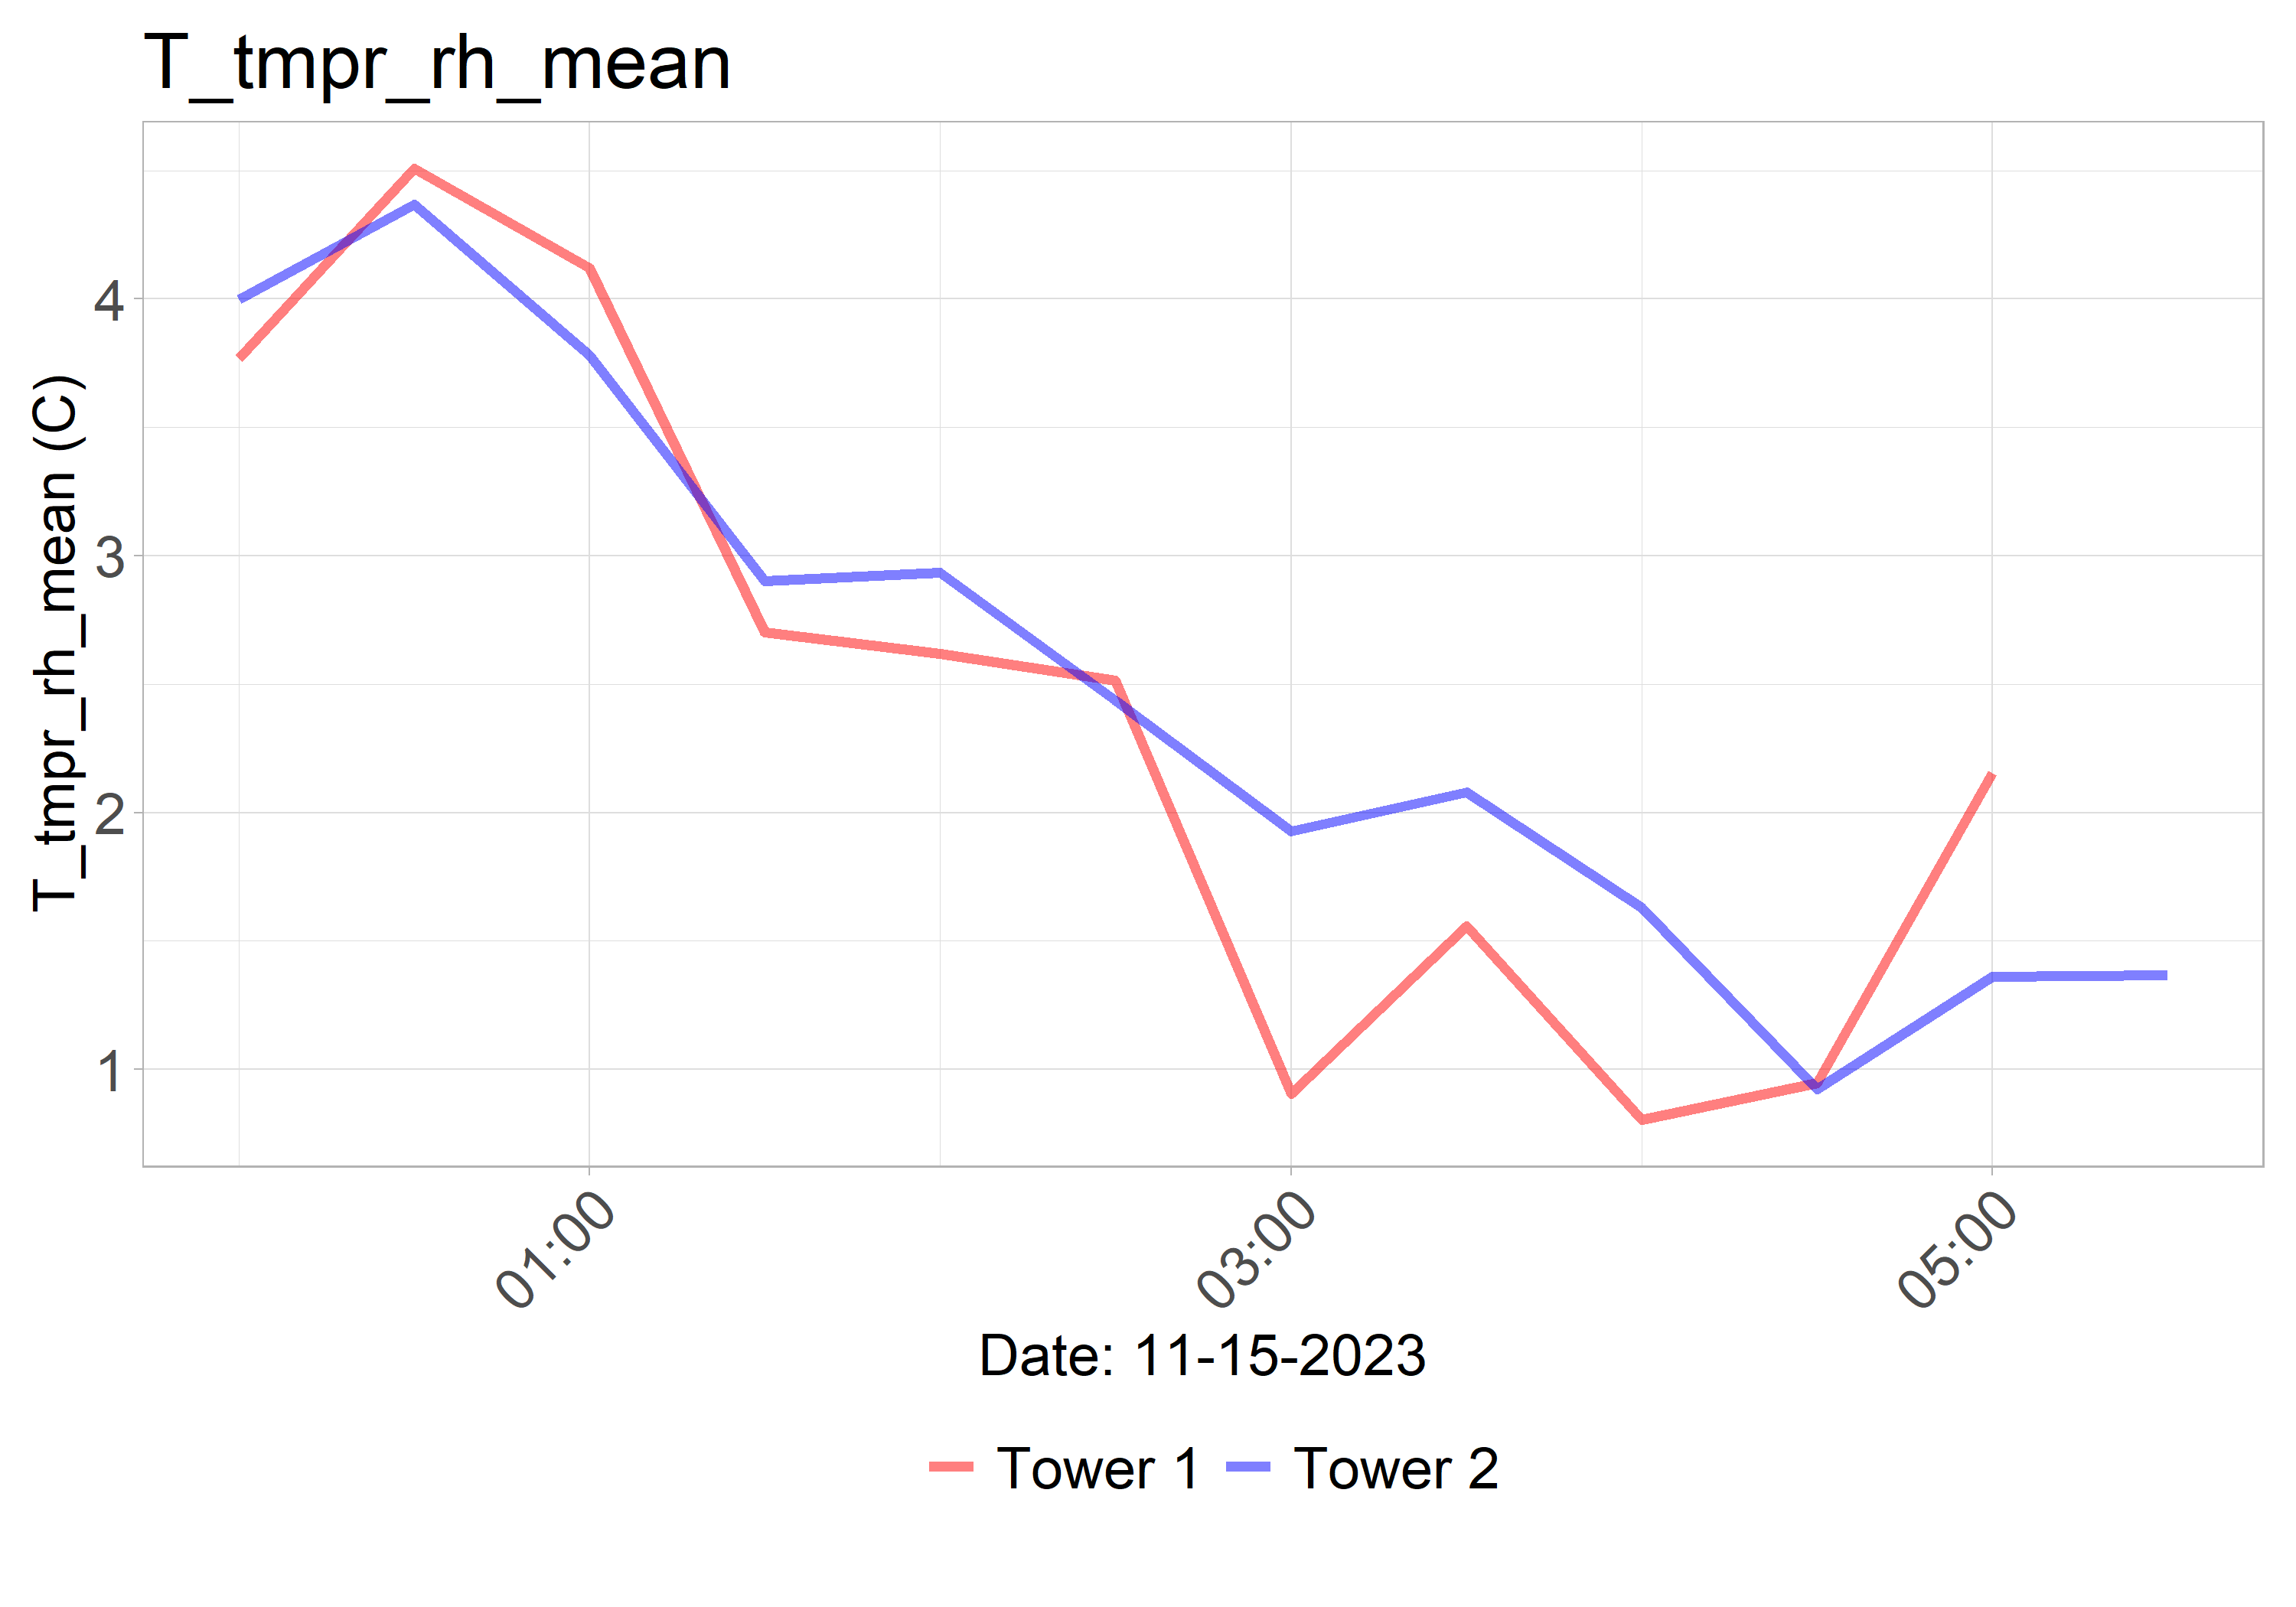 T_tmpr_rh_mean
T_tmpr_rh_mean (C)
4
3
2
1
01:00
03:00
05:00
Date: 11-15-2023
Tower 1
Tower 2